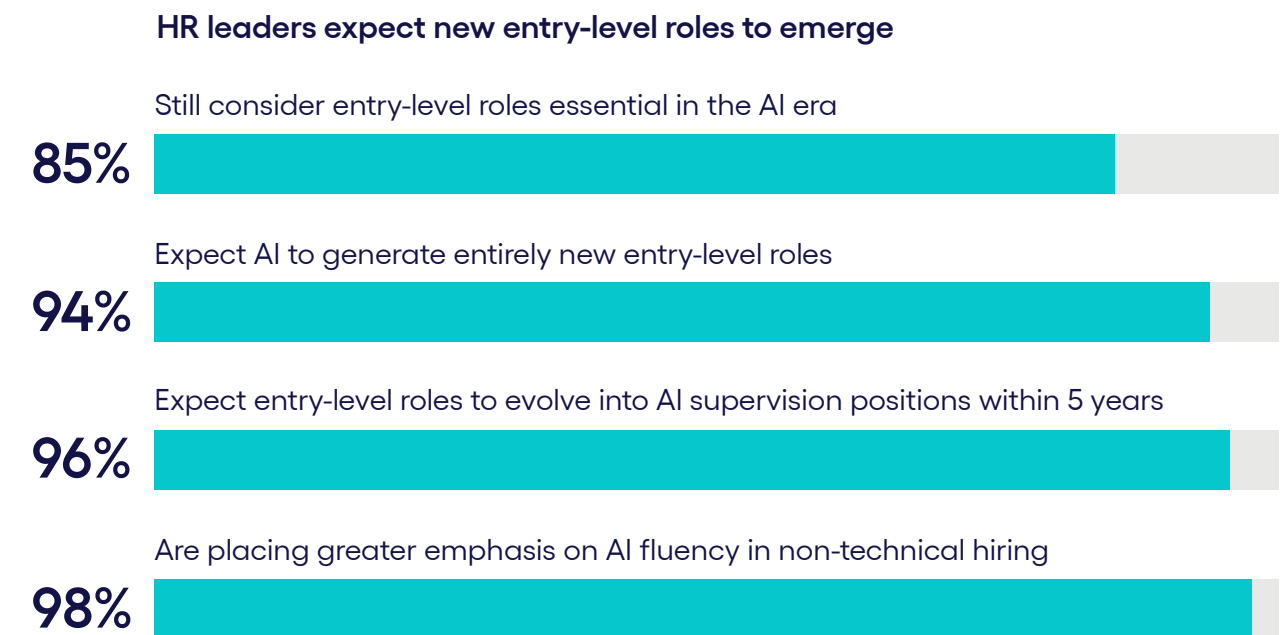 HR leaders expect new entry-level roles to emerge
Still consider entry-level roles essential in the AI era
85%
Expect AI to generate entirely new entry-level roles
94%
Expect entry-level roles to evolve into AI supervision positions within 5 years
96%
Are placing greater emphasis on AI fluency in non-technical hiring
98%